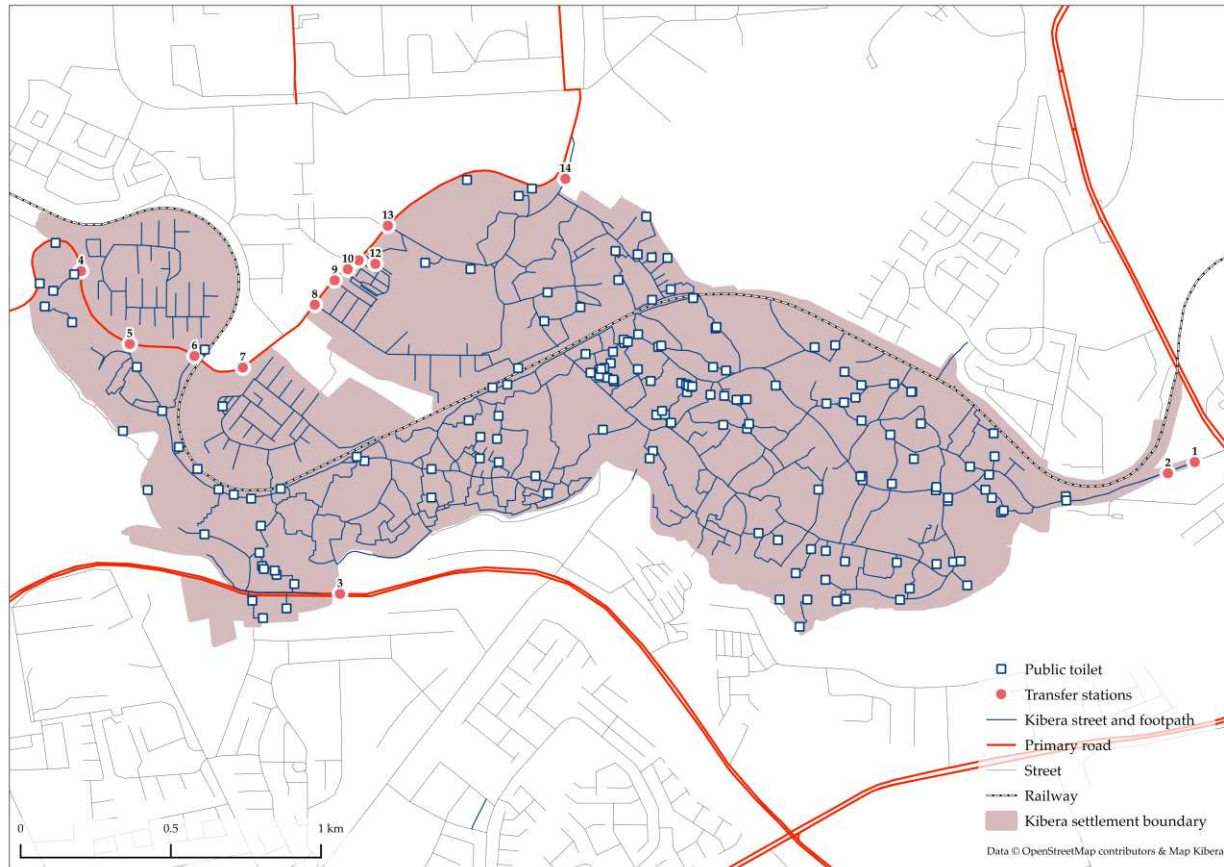 14
13
12
10
9
8
4
5
6
7
2
1
3
Public toilet
Transfer stations
Kibera street and footpath
Primary road
Street
Railway
Kibera settlement boundary
0 0.5 1 km
Data © OpenStreetMap contributors & Map Kibera